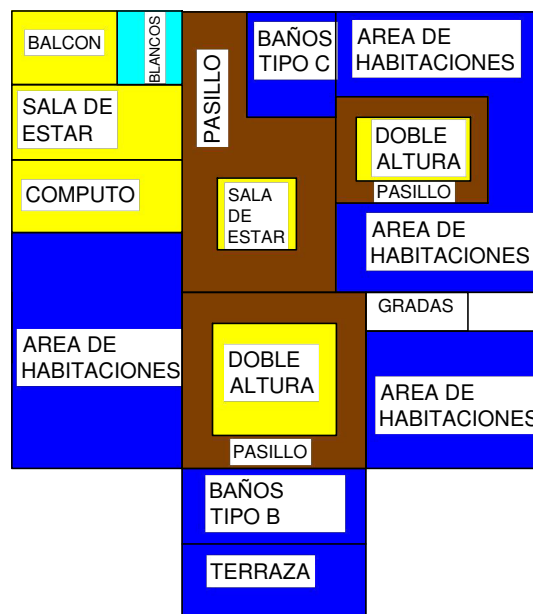 BALCON
BLANCOS
PASILLO
BAÑOS
TIPO C
AREA DE
HABITACIONES
SALA DE
ESTAR
DOBLE
ALTURA
PASILLO
COMPUTO
SALA
DE
ESTAR
AREA DE
HABITACIONES
GRADAS
AREA DE
HABITACIONES
DOBLE
ALTURA
AREA DE
HABITACIONES
PASILLO
BAÑOS
TIPO B
TERRAZA